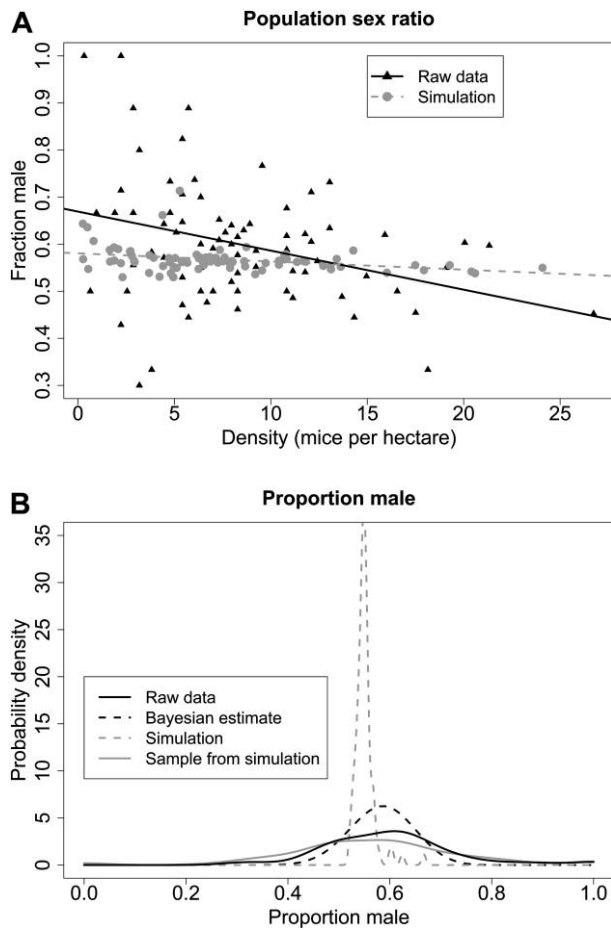 A
Population sex ratio
Fraction male
1.0
0.9
0.8
0.7
0.6
0.5
0.4
0.3
Raw data
Simulation
0 5 10 15 20 25
Density (mice per hectare)
B
Proportion male
Probability density
35
30
25
20
15
10
5
0
Raw data
Bayesian estimate
Simulation
Sample from simulation
0.0 0.2 0.4 0.6 0.8 1.0
Proportion male